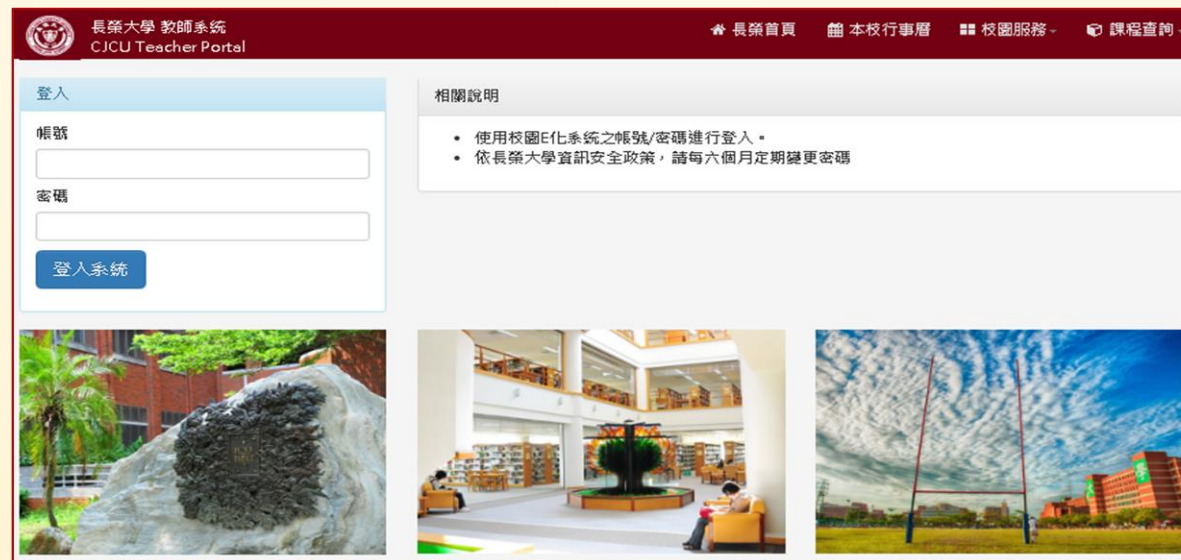 長榮大學 教師系統
CJCU Teacher Portal
長榮首頁
本校行事曆
校園服務
課程查詢
登入
帳號
密碼
登入系統
相關說明
使用校園E化系統之帳號/密碼進行登入。
依長榮大學資訊安全政策，請每六個月定期變更密碼